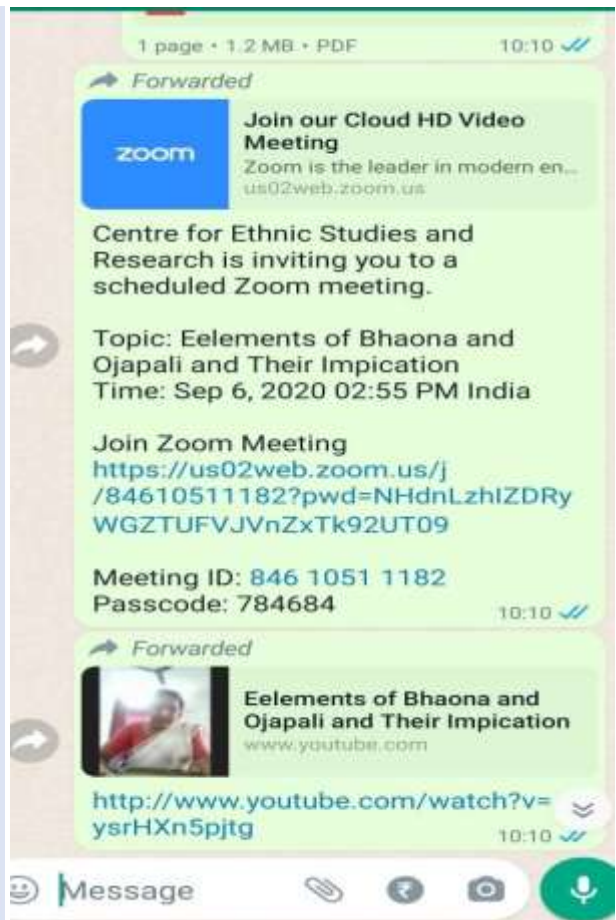 1 page • 1.2 MB • PDF 10:10
Forwarded
zoom
Join our Cloud HD Video
Meeting
Zoom is the leader in modern en...
us02web.zoom.us
Centre for Ethnic Studies and
Research is inviting you to a
scheduled Zoom meeting.
Topic: Eelements of Bhaona and
Ojapali and Their Impication
Time: Sep 6, 2020 02:55 PM India
Join Zoom Meeting
https://us02web.zoom.us/j
/84610511182?pwd=NHdnLzhIZDRy
WGZTUFVJVnZxTk92UT09
Meeting ID: 846 1051 1182
Passcode: 784684 10:10
Forwarded
Eelements of Bhaona and
Ojapali and Their Impication
www.youtube.com
http://www.youtube.com/watch?v=
ysrHXn5pjtg 10:10
Message